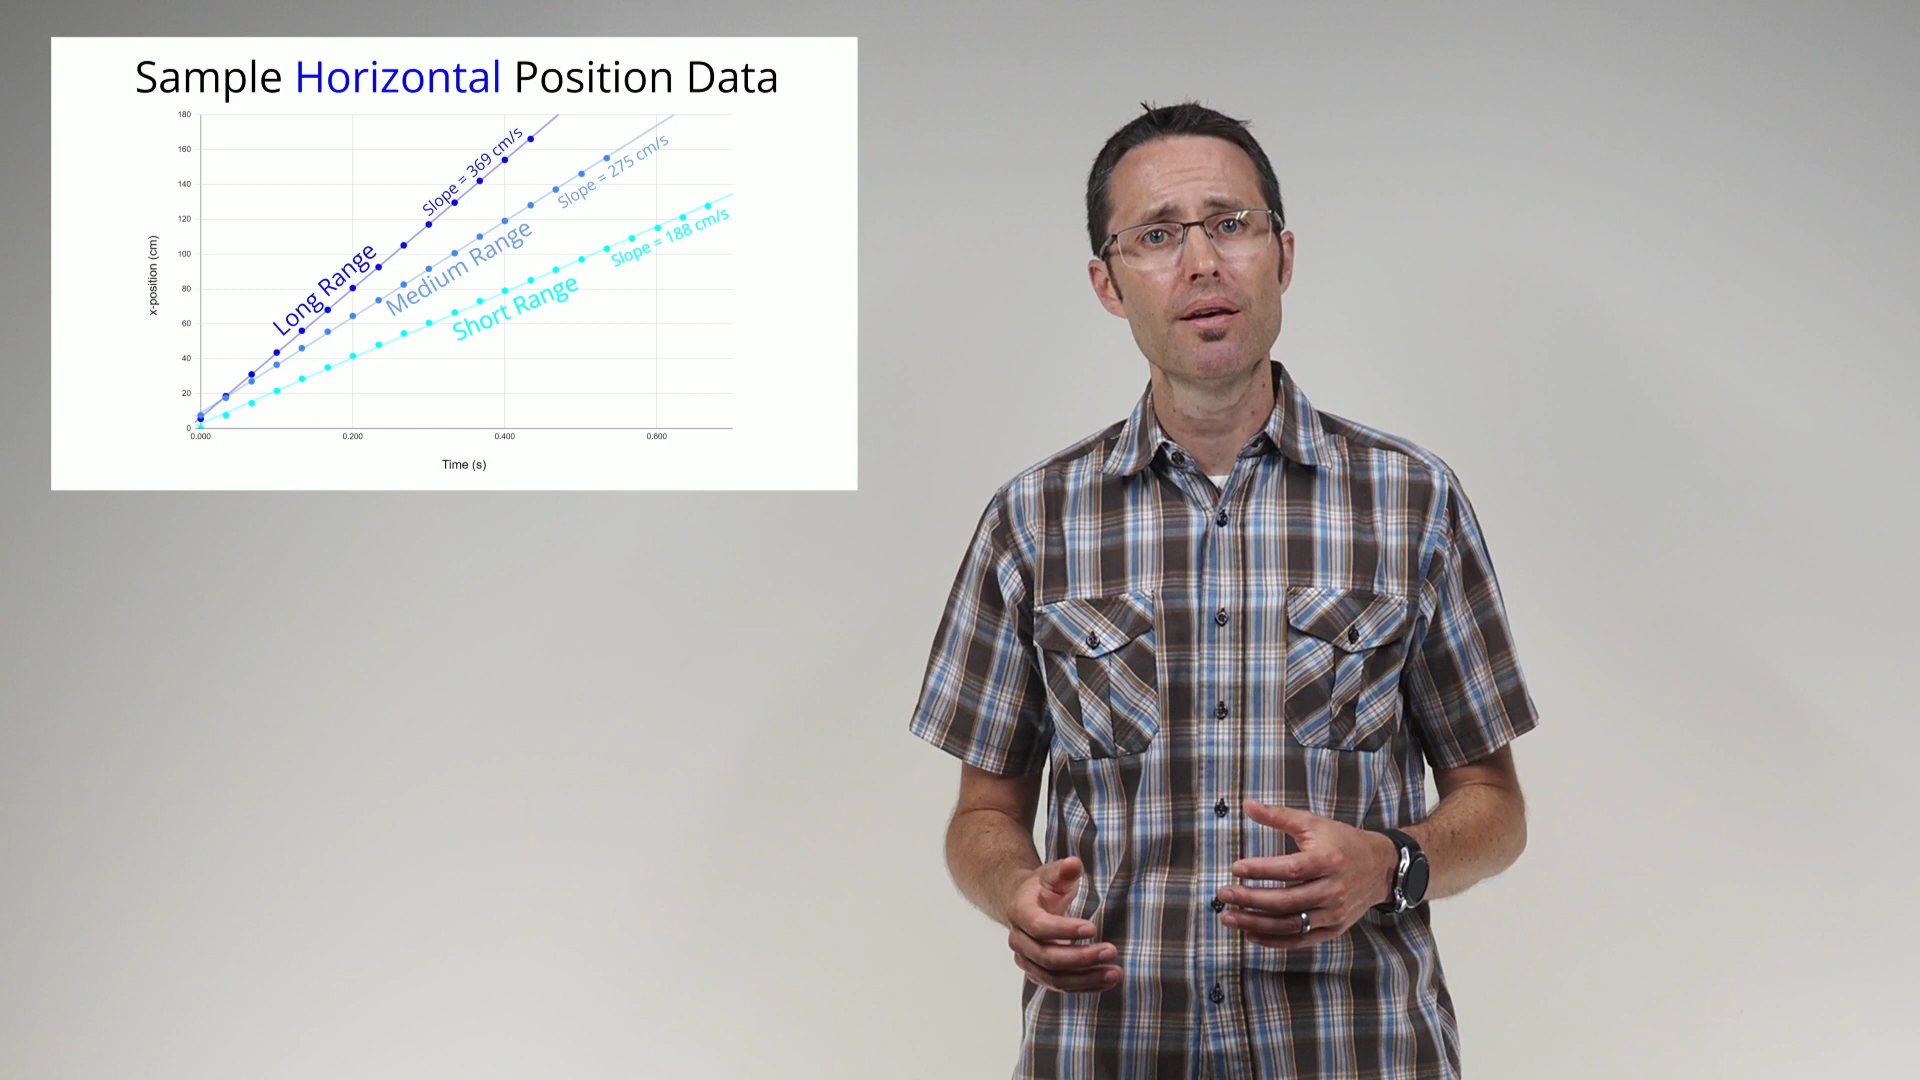 Sample Horizontal Position Data
180
160
140
120
100
80
60
40
20
0
x-position (cm)
0.000
0.200
0.400
0.600
Time (s)
Long Range
Slope = 369 cm/s
Medium Range
Slope = 275 cm/s
Short Range
Slope = 188 cm/s